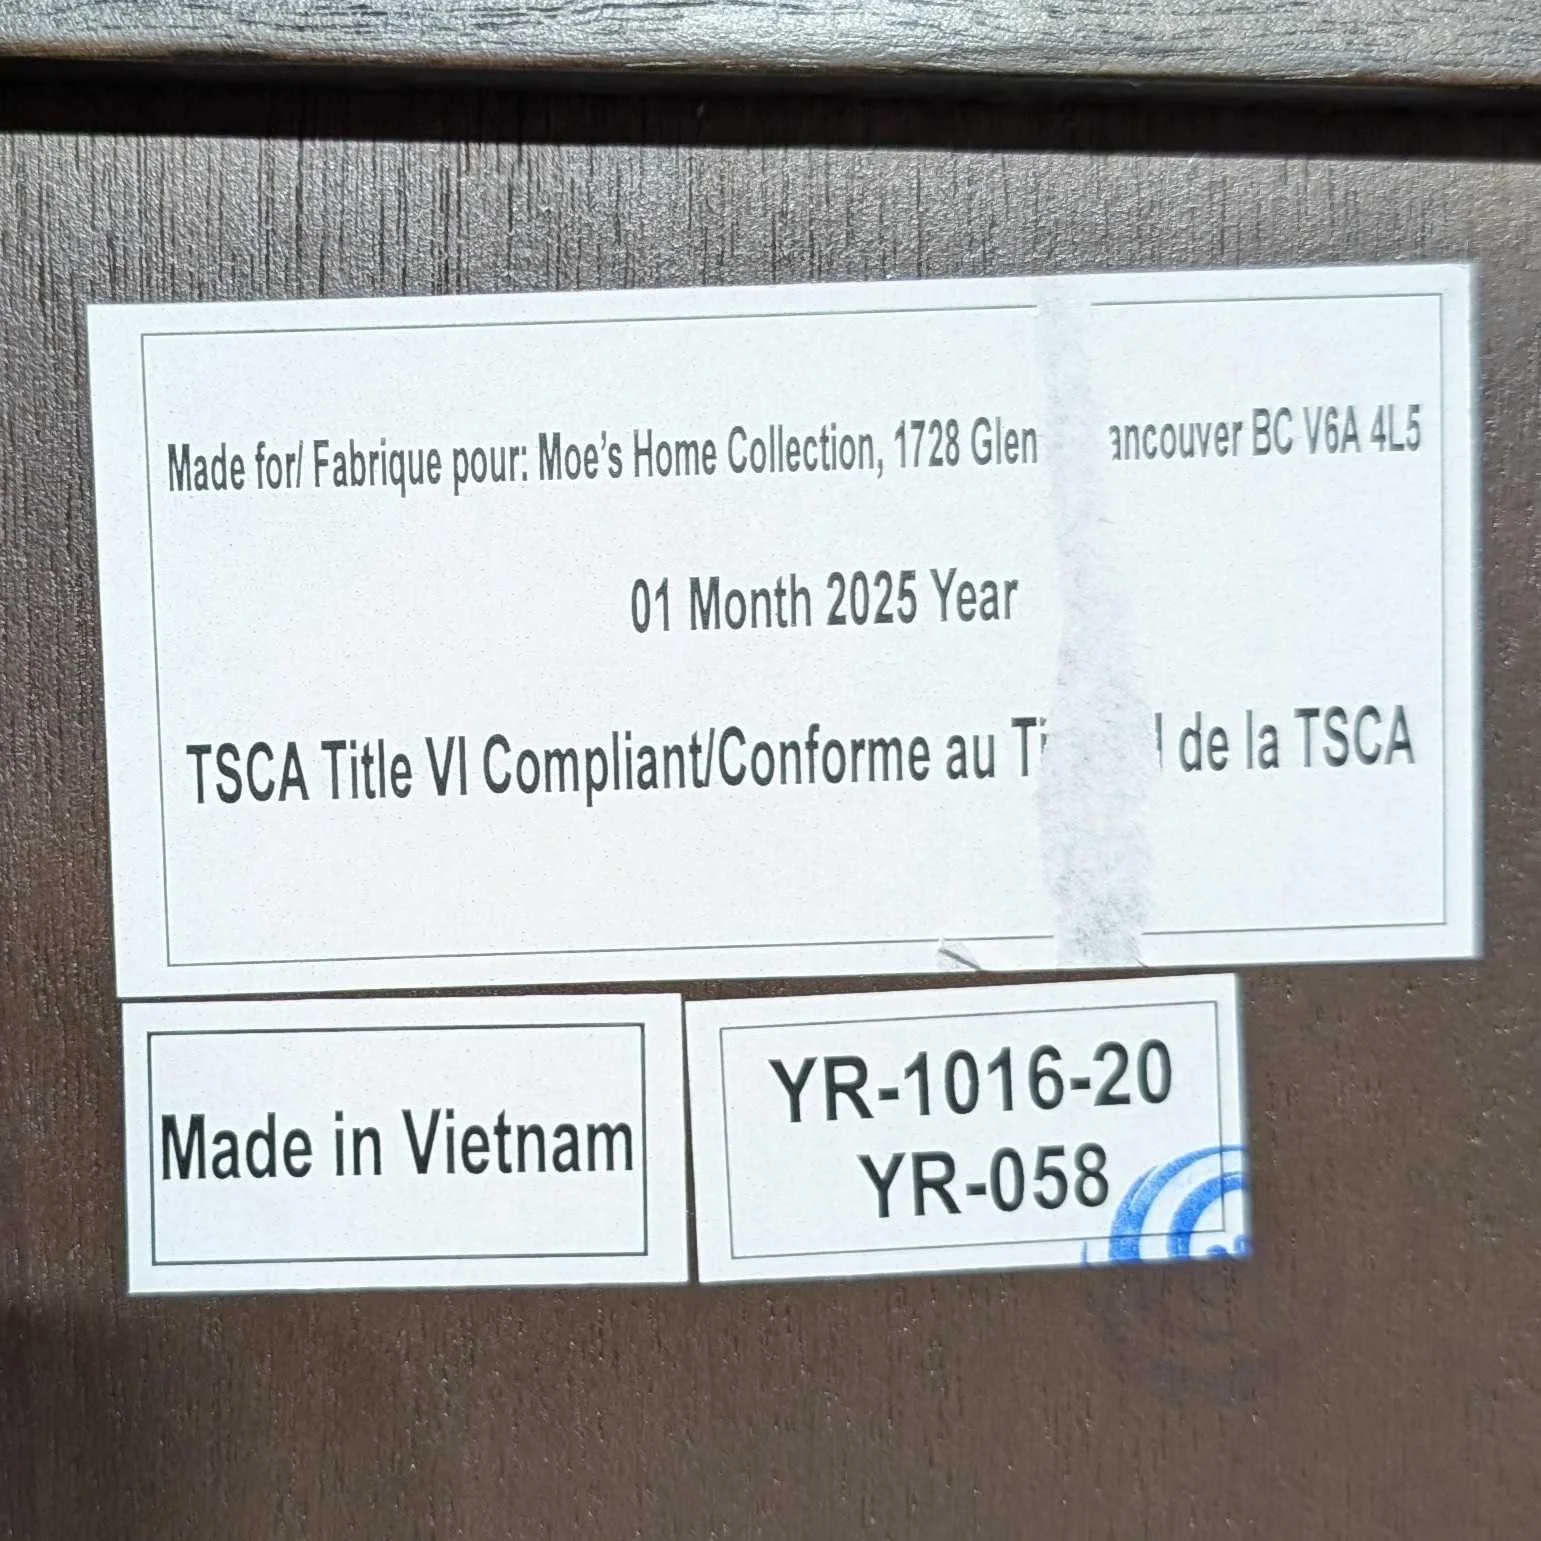 Made for/ Fabrique pour: Moe's Home Collection, 1728 Glen ancouver BC V6A 4L5
01 Month 2025 Year
TSCA Title VI Compliant/Conforme au de la TSCA
Made in Vietnam
YR-1016-20
YR-058